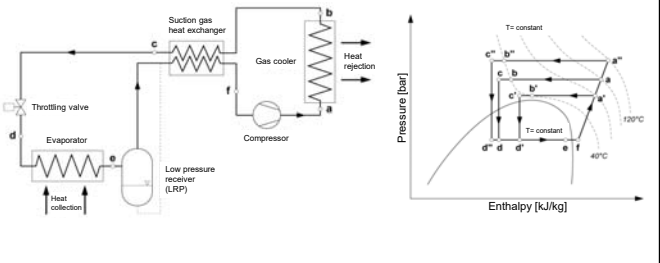 Suction gas
heat exchanger
b
c
Gas cooler
Heat
rejection
f
a
Throttling valve
Compressor
d
Evaporator
e
Low pressure
receiver
(LRP)
Heat
collection
Pressure [bar]
T= constant
c" b"
a"
c b
a
c' b'
a'
120°C
T= constant
d" d d' e f
40°C
Enthalpy [kJ/kg]